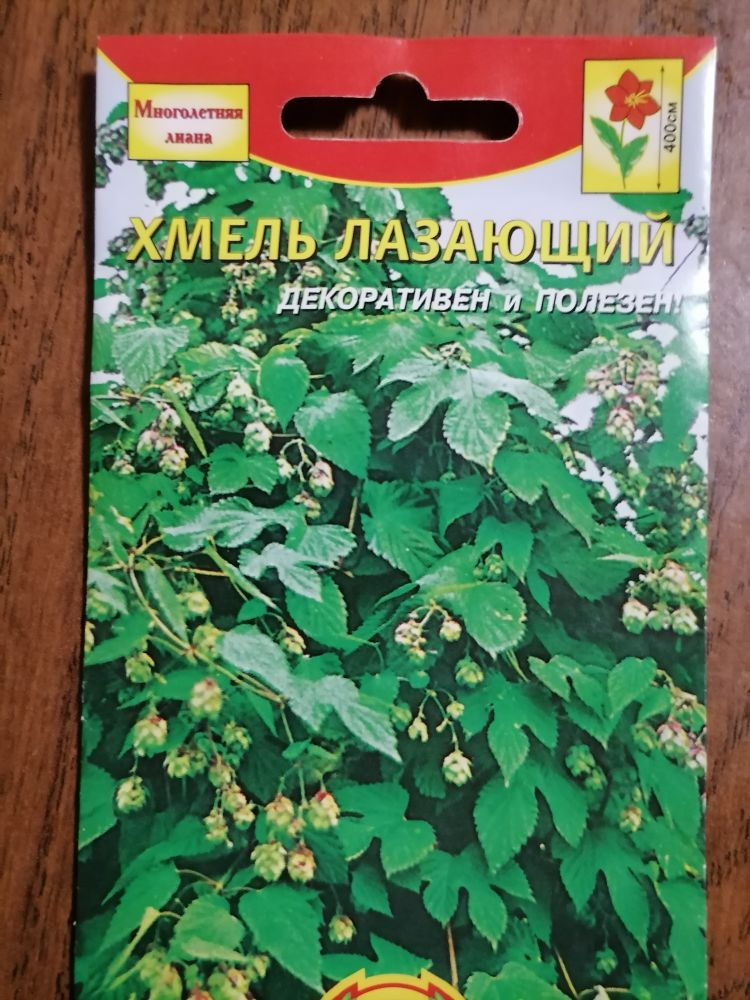 Многолетняя
лиана
400см
ХМЕЛЬ ЛАЗАЮЩИЙ
ДЕКОРАТИВЕН и ПОЛЕЗЕН!